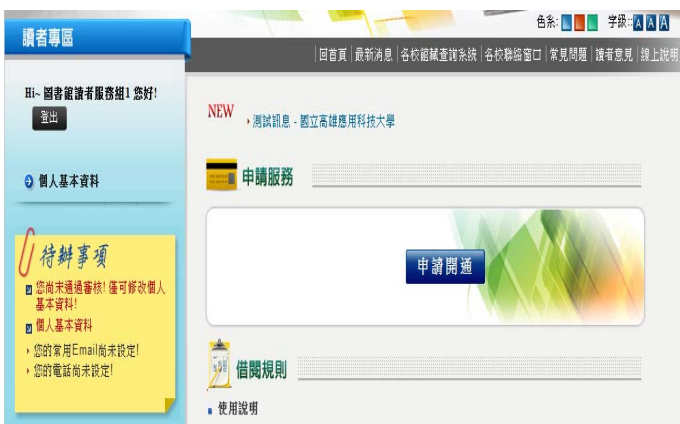 讀者專區
色系: 字級: A A A
回首頁|最新消息|各校館藏查詢系統|各校聯絡窗口|常見問題|讀者意見|線上說明
Hi~ 圖書館讀者服務組1 您好!
登出
個人基本資料
待辦事項
您尚未通過審核! 僅可修改個人
基本資料!
個人基本資料
您的常用Email尚未設定!
您的電話尚未設定!
NEW
測試訊息 - 國立高雄應用科技大學
申請服務
申請開通
借閱規則
使用說明